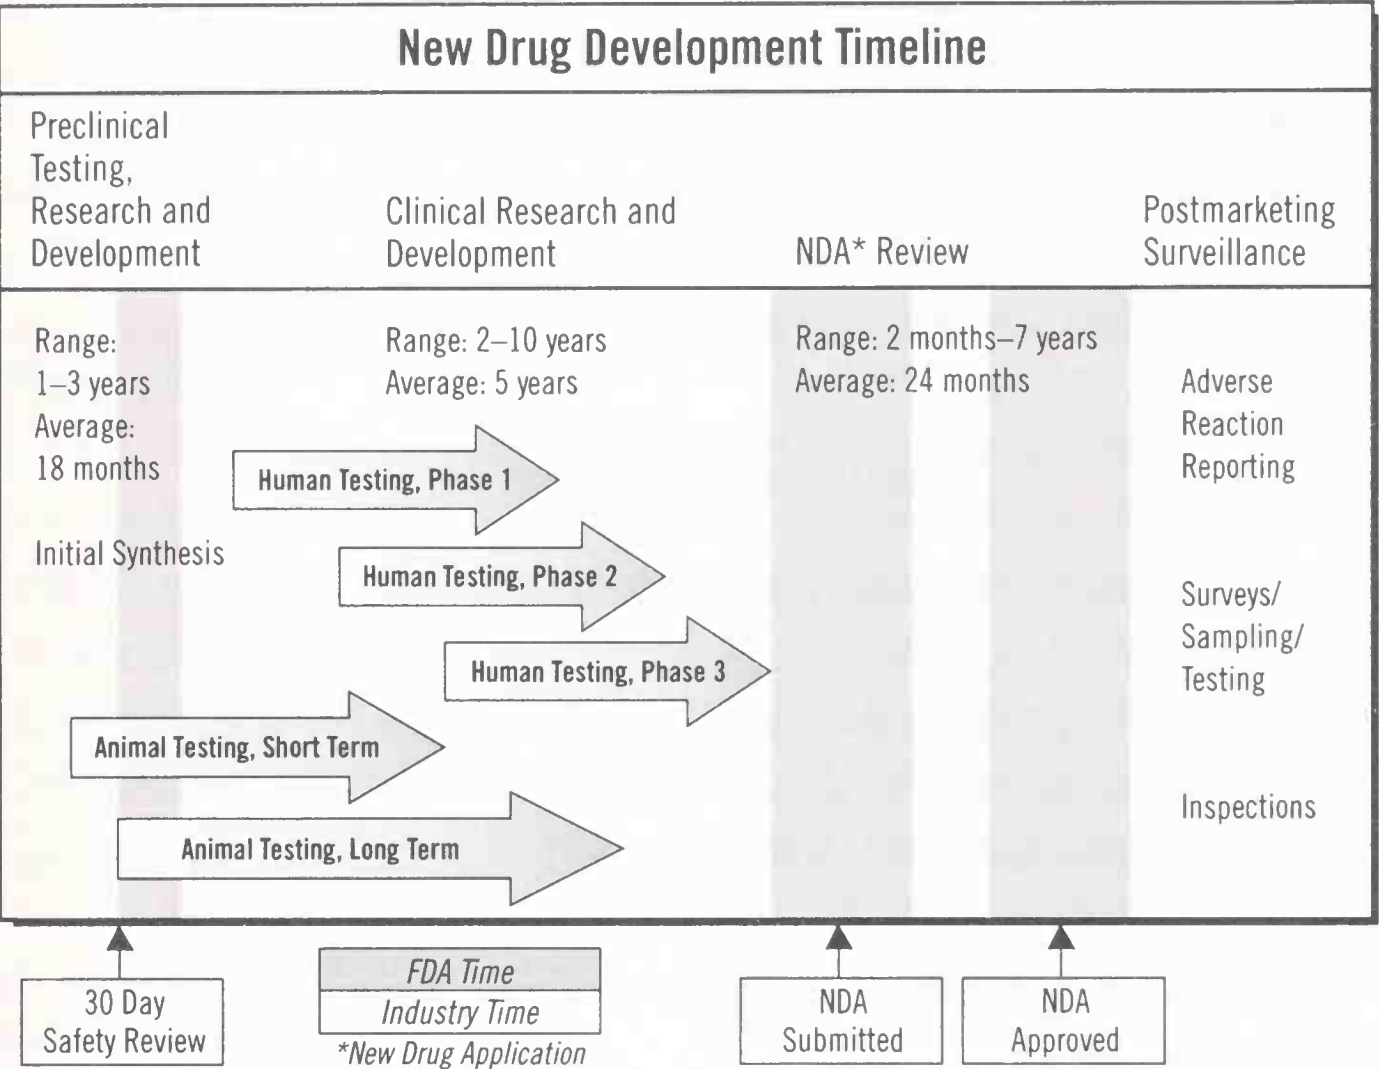 New Drug Development Timeline
Preclinical
Testing,
Research and
Development
Clinical Research and
Development
NDA* Review
Postmarketing
Surveillance
Range:
1–3 years
Average:
18 months
Initial Synthesis
Range: 2–10 years
Average: 5 years
Human Testing, Phase 1
Human Testing, Phase 2
Human Testing, Phase 3
Animal Testing, Short Term
Animal Testing, Long Term
Range: 2 months–7 years
Average: 24 months
Adverse
Reaction
Reporting
Surveys/
Sampling/
Testing
Inspections
30 Day
Safety Review
FDA Time
Industry Time
*New Drug Application
NDA
Submitted
NDA
Approved